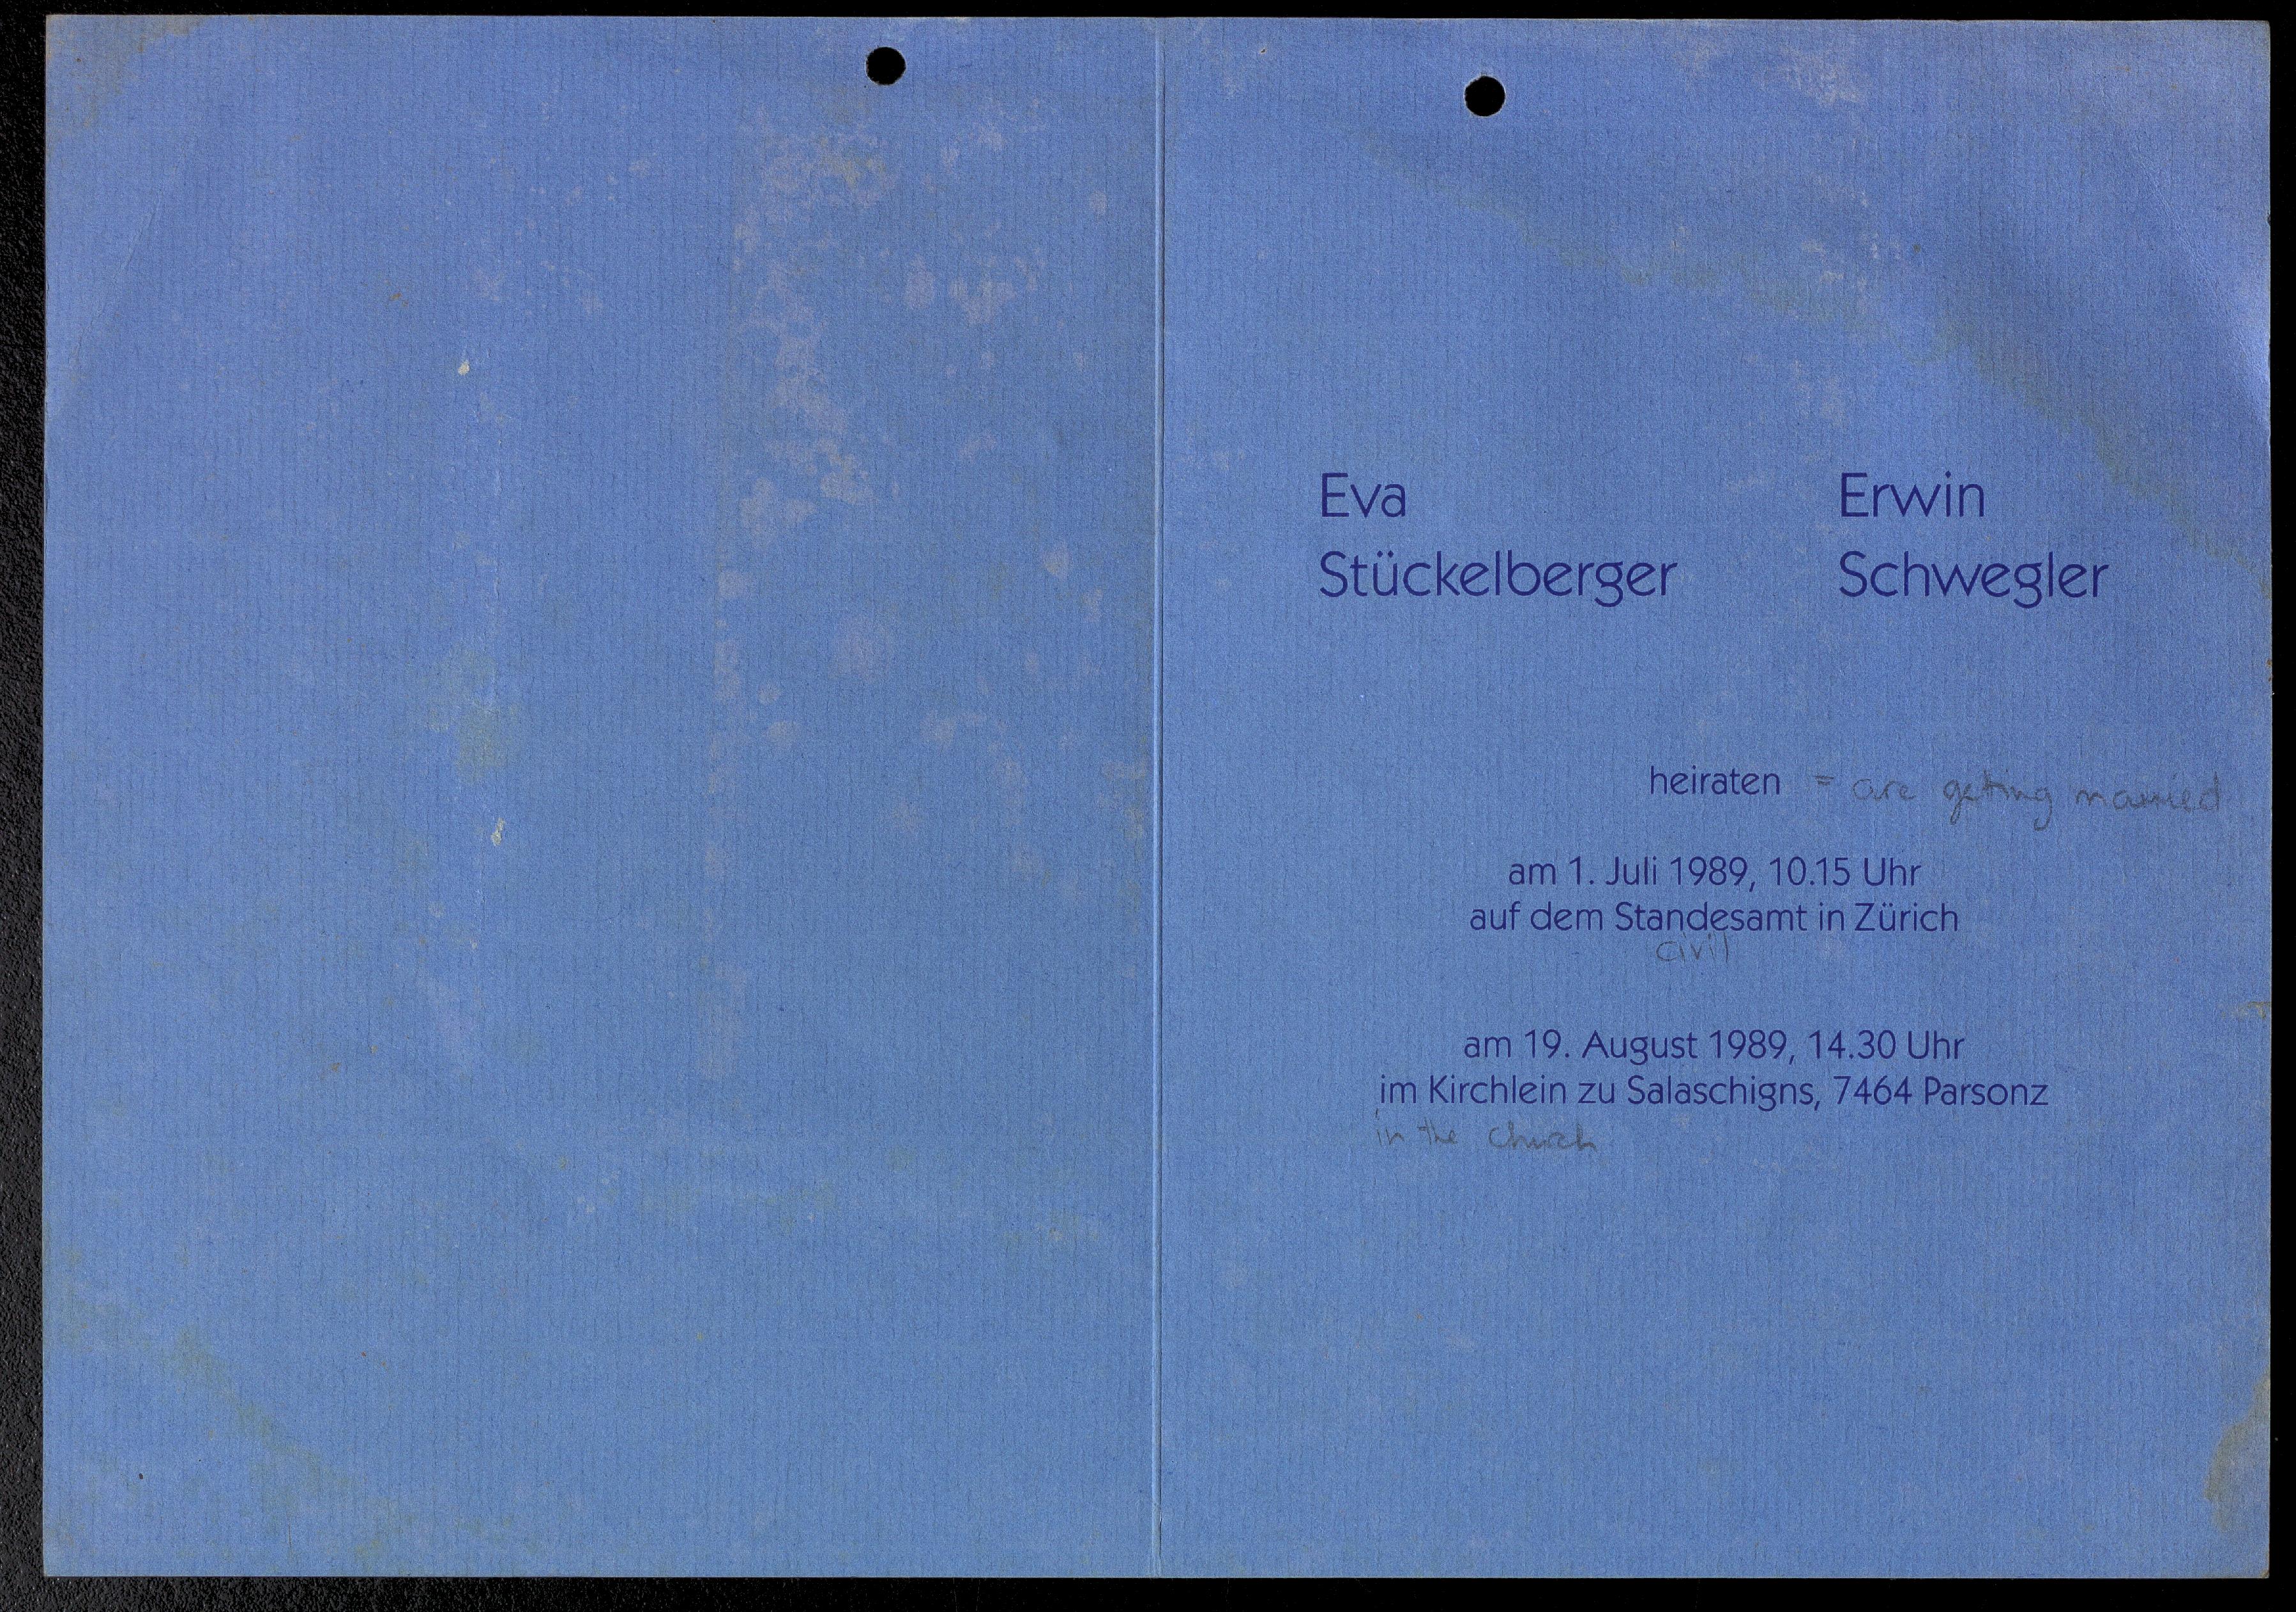 Eva Erwin
Stückelberger Schwegler
heiraten = are geting married
am 1. Juli 1989, 10.15 Uhr
auf dem Standesamt in Zürich
civil
am 19. August 1989, 14.30 Uhr
im Kirchlein zu Salaschigns, 7464 Parsonz
in the church